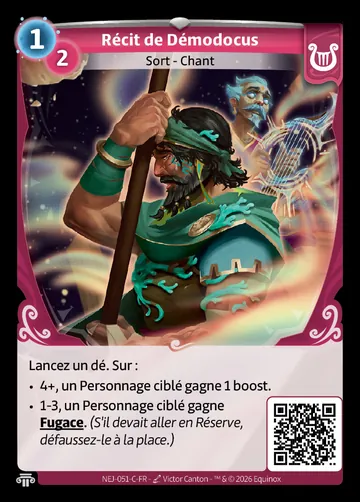 1
2
Récit de Démodocus
Sort - Chant
Lancez un dé. Sur :
• 4+, un Personnage ciblé gagne 1 boost.
• 1-3, un Personnage ciblé gagne
Fugace. (S'il devait aller en Réserve,
défaussez-le à la place.)
NEJ-051-C-FR - Victor Canton - ™ & © 2026 Equinox